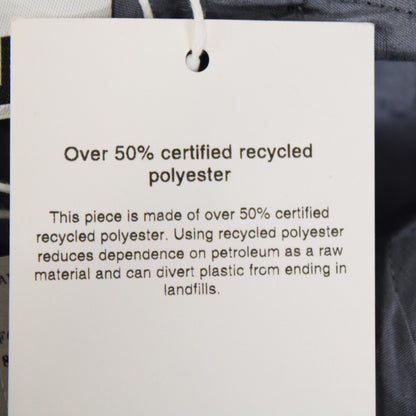 Over 50% certified recycled
polyester
This piece is made of over 50% certified
recycled polyester. Using recycled polyester
reduces dependence on petroleum as a raw
material and can divert plastic from ending in
landfills.